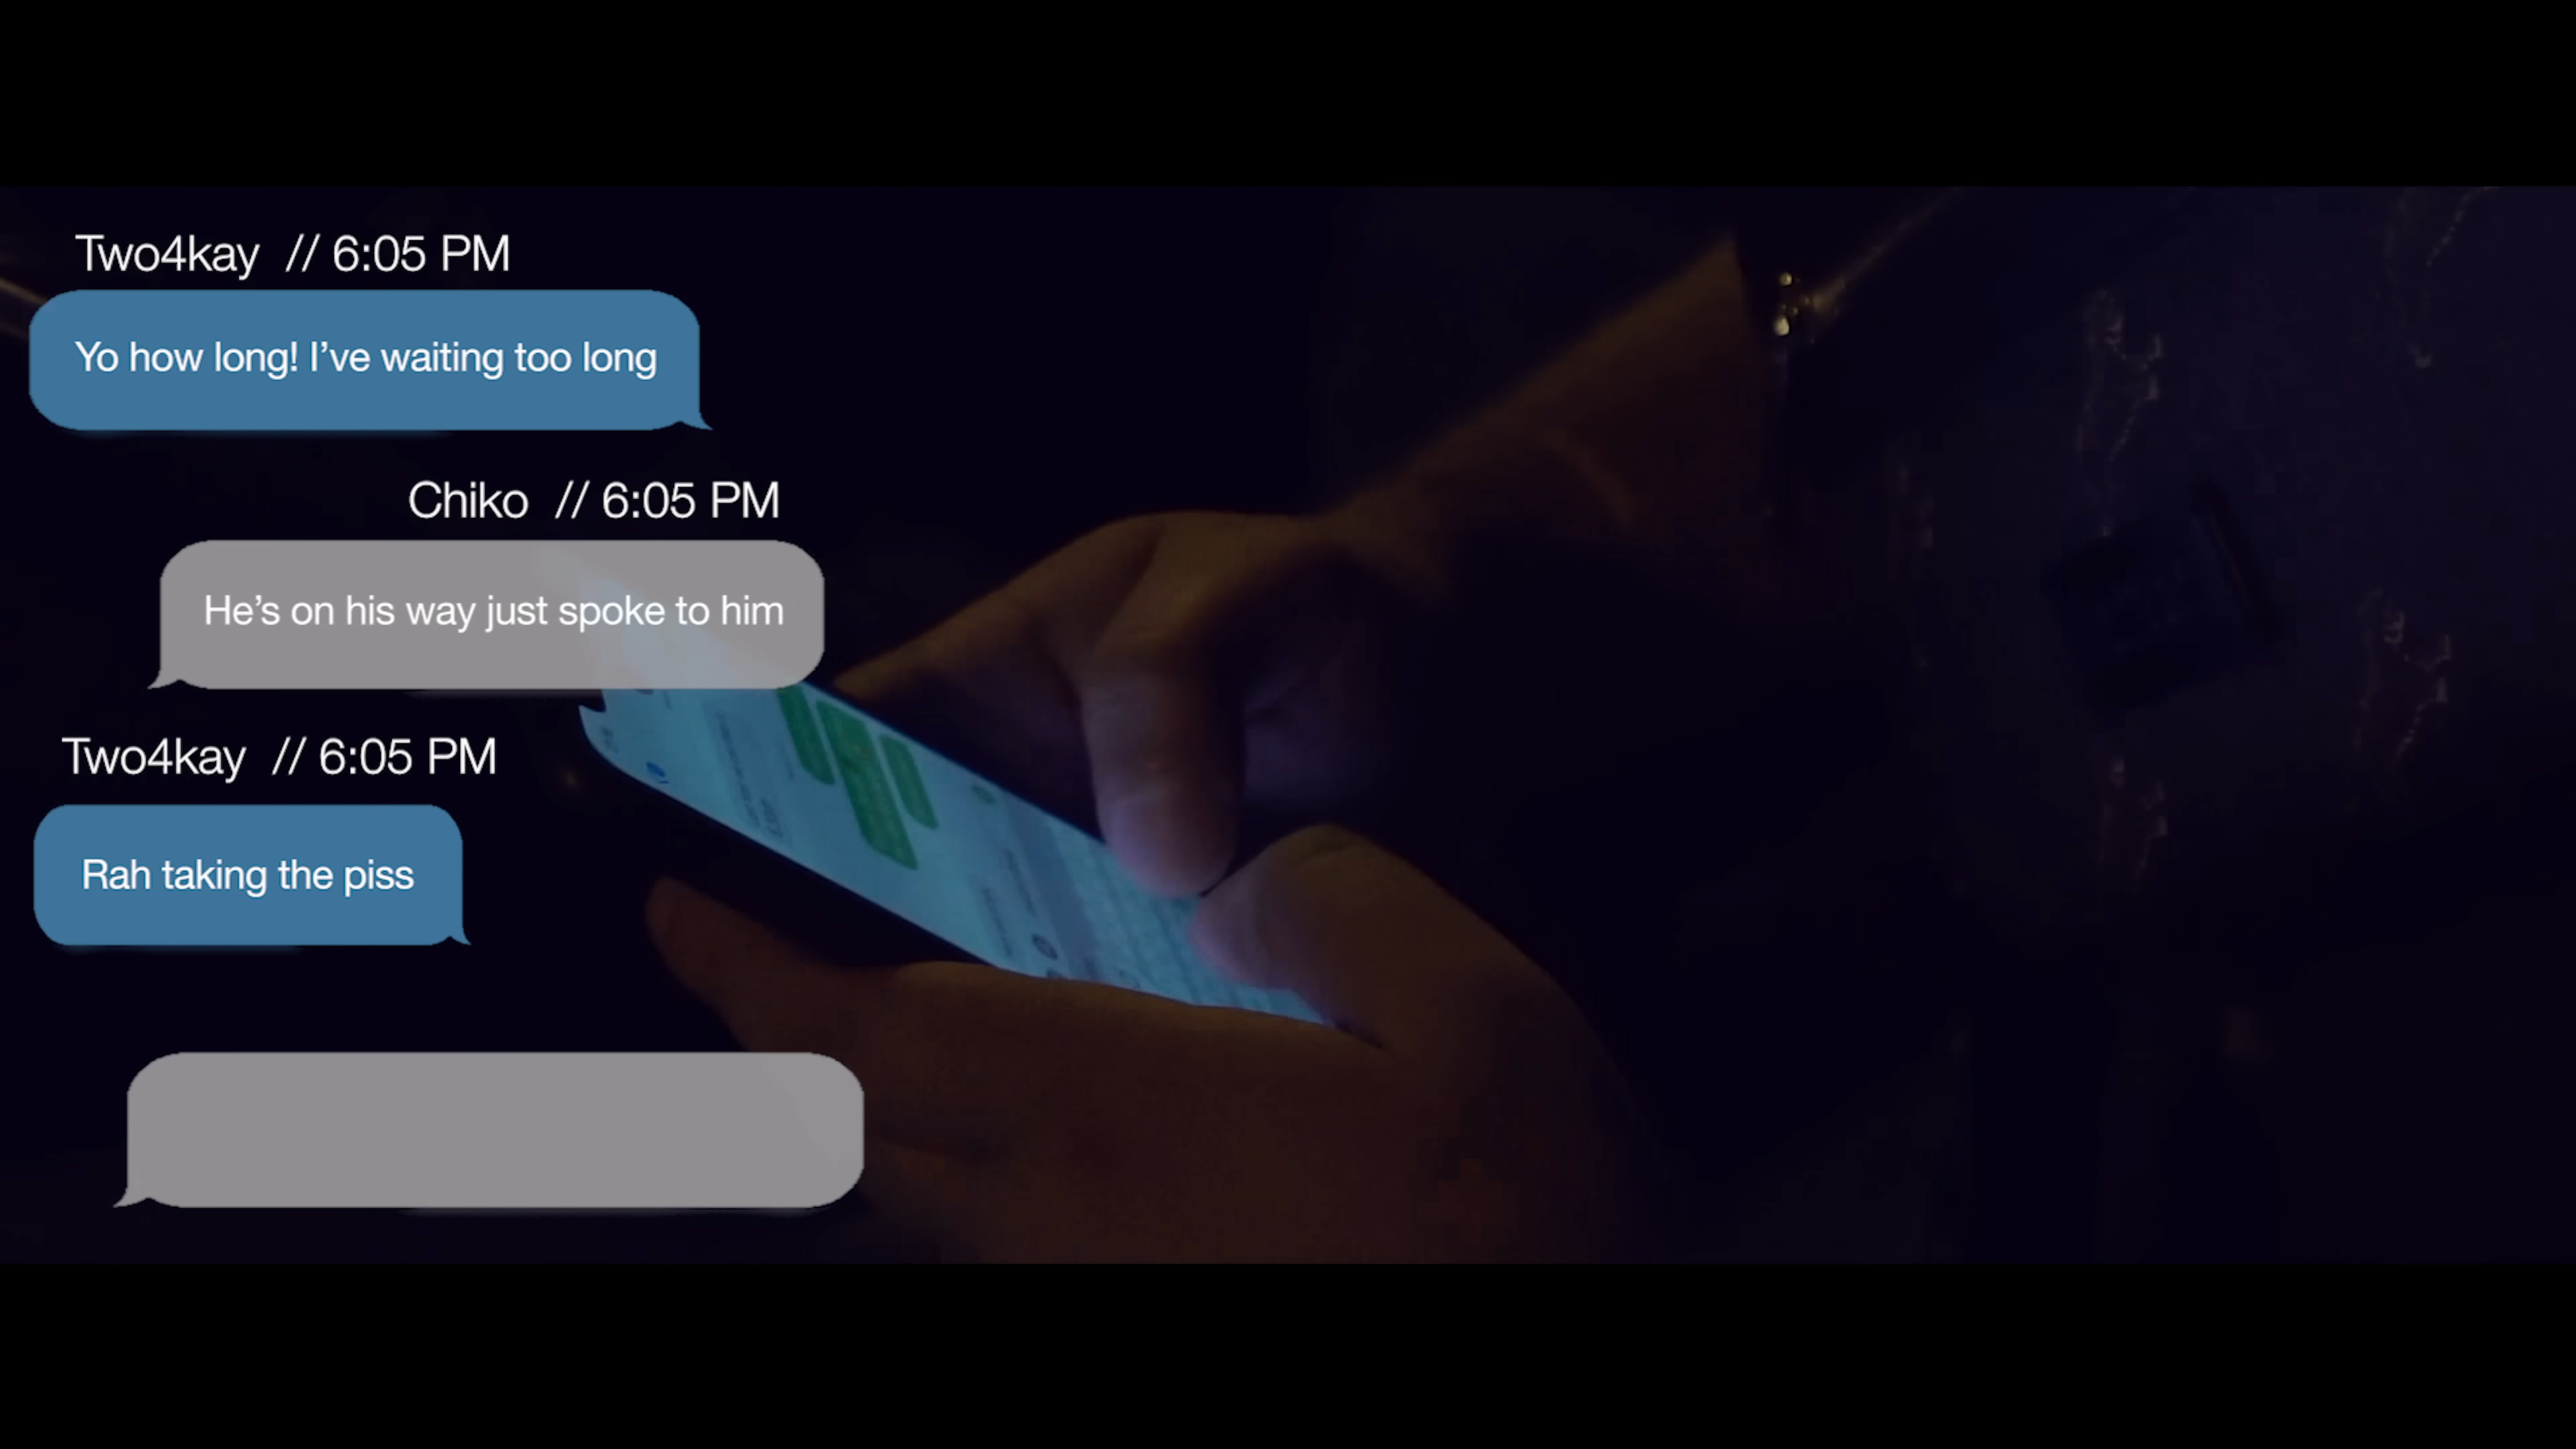 Two4kay // 6:05 PM
Yo how long! I've waiting too long
Chiko // 6:05 PM
He's on his way just spoke to him
Two4kay // 6:05 PM
Rah taking the piss